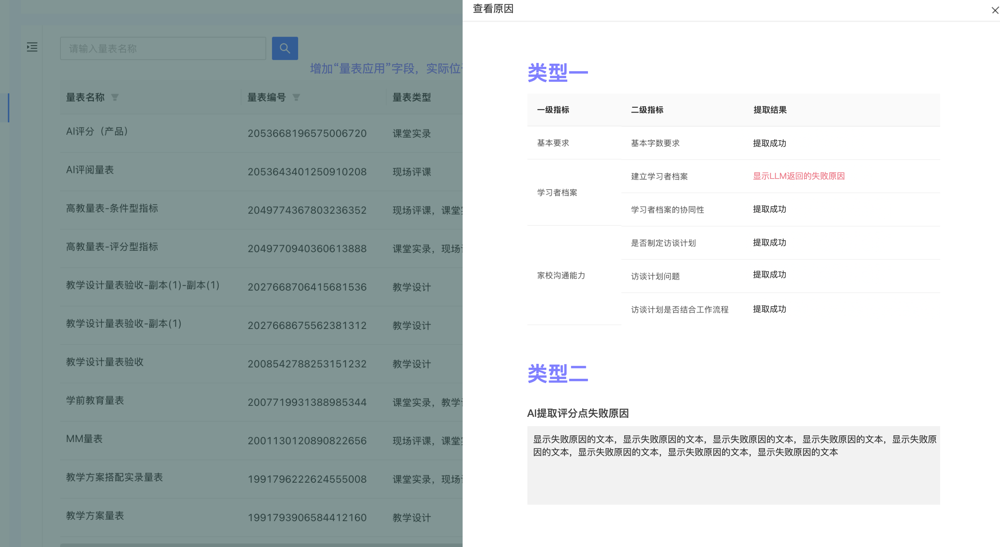 请输入量表名称
增加“量表应用”字段，实际位
量表名称 量表编号 量表类型
AI评分（产品） 2053668196575006720 课堂实录
AI评阅量表 2053643401250910208 现场评课
高教量表-条件型指标 2049774367803236352 现场评课，课堂
高教量表-评分型指标 2049770940360613888 课堂实录，现场
教学设计量表验收-副本(1)-副本(1) 2027668706415681536 教学设计
教学设计量表验收-副本(1) 2027668675562381312 教学设计
教学设计量表验收 2008542788253151232 教学设计
学前教育量表 2007719931388985344 课堂实录，教学
MM量表 2001130120890822656 现场评课，课堂
教学方案搭配实录量表 1991796222624555008 课堂实录，现场
教学方案量表 1991793906584412160 教学设计
查看原因
类型一
一级指标 二级指标 提取结果
基本要求 基本字数要求 提取成功
学习者档案 建立学习者档案 显示LLM返回的失败原因
学习者档案的协同性 提取成功
家校沟通能力 是否制定访谈计划 提取成功
访谈计划问题 提取成功
访谈计划是否结合工作流程 提取成功
类型二
AI提取评分点失败原因
显示失败原因的文本，显示失败原因的文本，显示失败原因的文本，显示失败原因的文本，显示失败原
因的文本，显示失败原因的文本，显示失败原因的文本，显示失败原因的文本